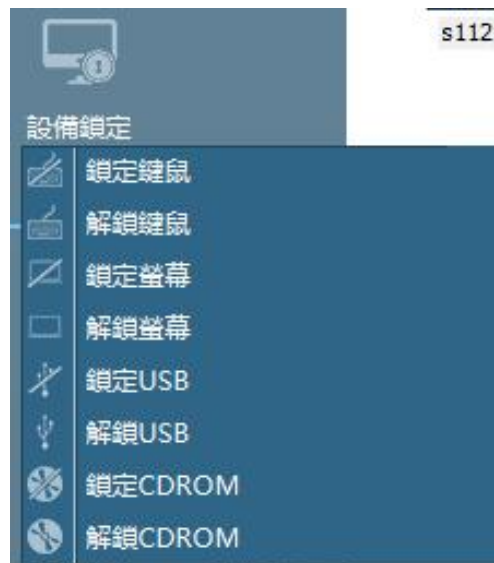 s112
設備鎖定
鎖定鍵鼠
解鎖鍵鼠
鎖定螢幕
解鎖螢幕
鎖定USB
解鎖USB
鎖定CDROM
解鎖CDROM